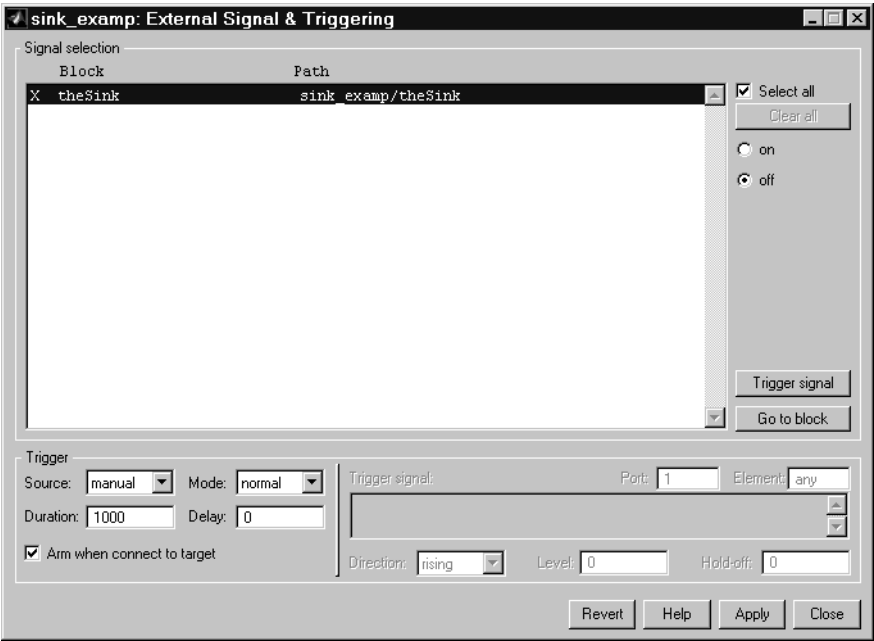 sink_examp: External Signal & Triggering
Signal selection
Block Path
X theSink sink_examp/theSink
Select all
Clear all
on
off
Trigger signal
Go to block
Trigger
Source: manual Mode: normal
Duration: 1000 Delay: 0
Arm when connect to target
Trigger signal: Port: 1 Element: any
Direction: rising Level: 0 Hold-off: 0
Revert Help Apply Close